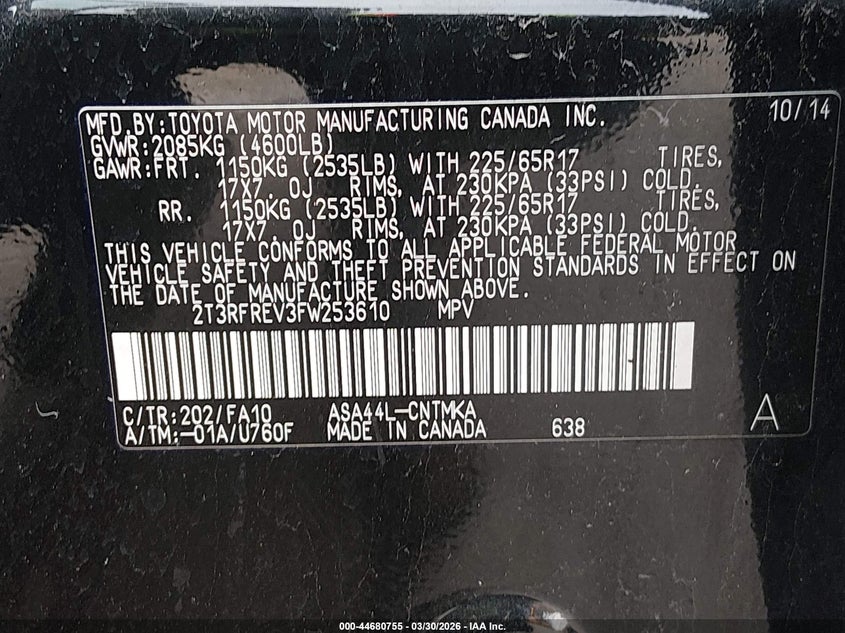 MFD.BY:TOYOTA MOTOR MANUFACTURING CANADA INC. 10/14
GVWR:2085KG (4600LB)
GAWR:FRT. 1150KG (2535LB) WITH 225/65R17 TIRES,
17X7.0J RIMS, AT 230KPA (33PSI) COLD.
RR. 1150KG (2535LB) WITH 225/65R17 TIRES,
17X7.0J RIMS, AT 230KPA (33PSI) COLD.
THIS VEHICLE CONFORMS TO ALL APPLICABLE FEDERAL MOTOR
VEHICLE SAFETY AND THEFT PREVENTION STANDARDS IN EFFECT ON
THE DATE OF MANUFACTURE SHOWN ABOVE.
2T3RFREV3FW253610 MPV
C/TR:202/FA10 ASA44L-CNTMKA
A/TM:-01A/U760F MADE IN CANADA 638 A
000-44680755 - 03/30/2026 - IAA Inc.